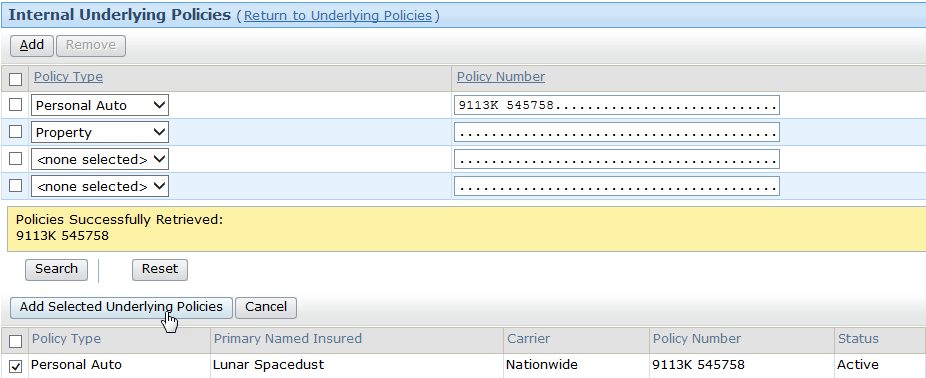 Internal Underlying Policies (Return to Underlying Policies)
Add Remove
Policy Type Policy Number
Personal Auto 9113K 545758............................
Property ........................................
<none selected> ........................................
<none selected> ........................................
Policies Successfully Retrieved:
9113K 545758
Search Reset
Add Selected Underlying Policies Cancel
Policy Type Primary Named Insured Carrier Policy Number Status
Personal Auto Lunar Spacedust Nationwide 9113K 545758 Active